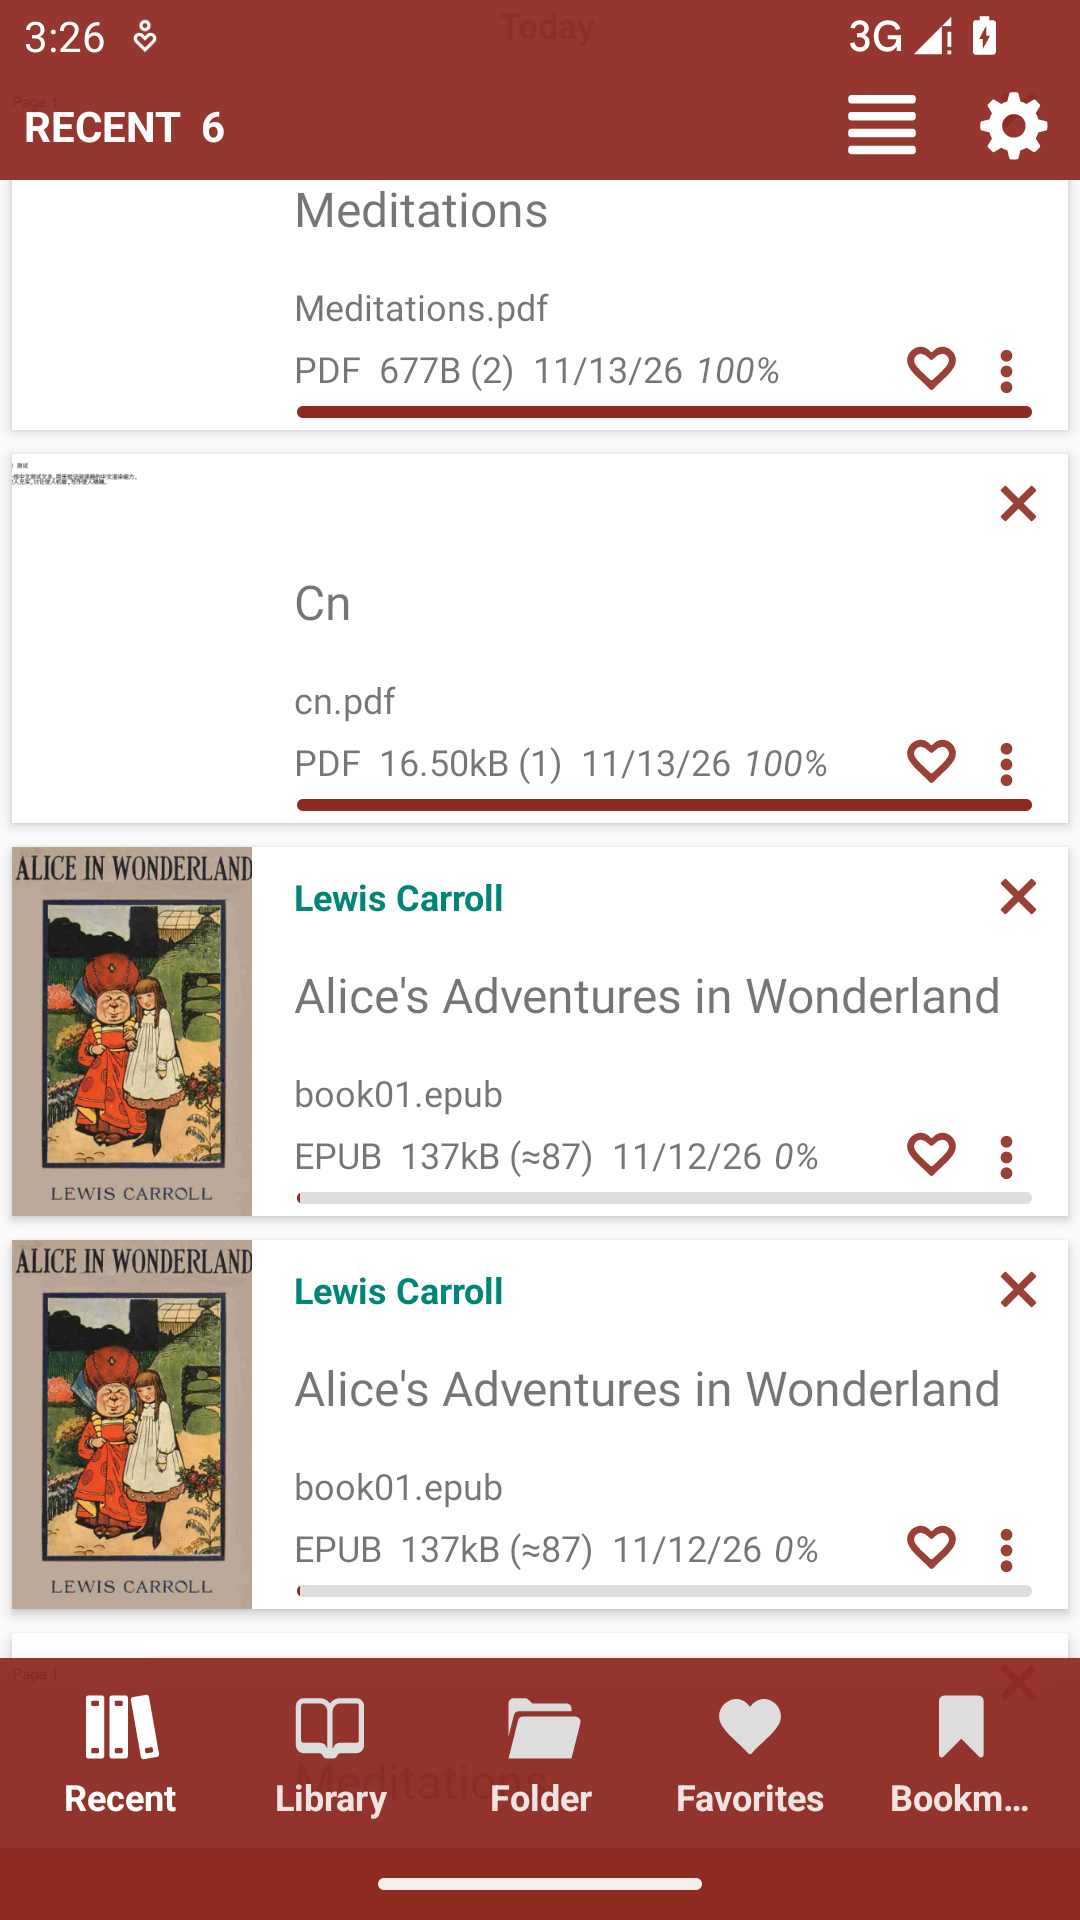 Today
3:26
3G
Page 1
RECENT 6
Meditations
Meditations.pdf
PDF 677B (2) 11/13/26 100%
测试
Cn
cn.pdf
PDF 16.50kB (1) 11/13/26 100%
ALICE IN WONDERLAND
LEWIS CARROLL
Lewis Carroll
Alice's Adventures in Wonderland
book01.epub
EPUB 137kB (≈87) 11/12/26 0%
ALICE IN WONDERLAND
LEWIS CARROLL
Lewis Carroll
Alice's Adventures in Wonderland
book01.epub
EPUB 137kB (≈87) 11/12/26 0%
Page 1
Meditations
Recent
Library
Folder
Favorites
Bookm...